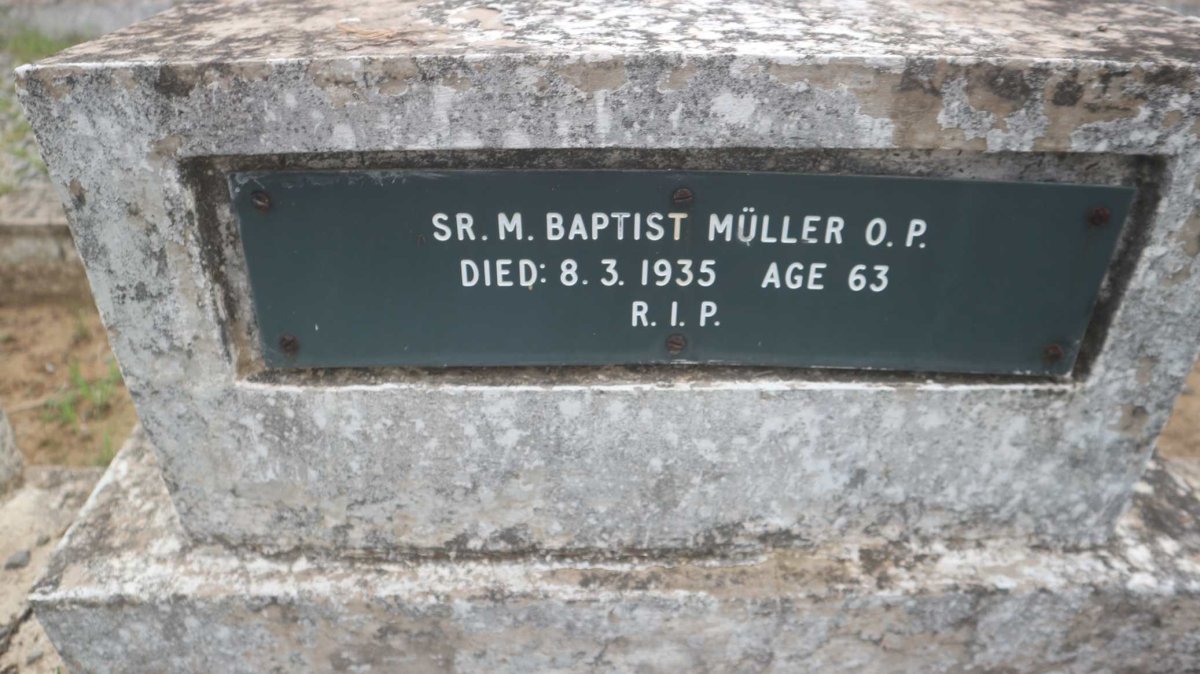 SR. M. BAPTIST MÜLLER O. P.
DIED: 8. 3. 1935 AGE 63
R. I. P.